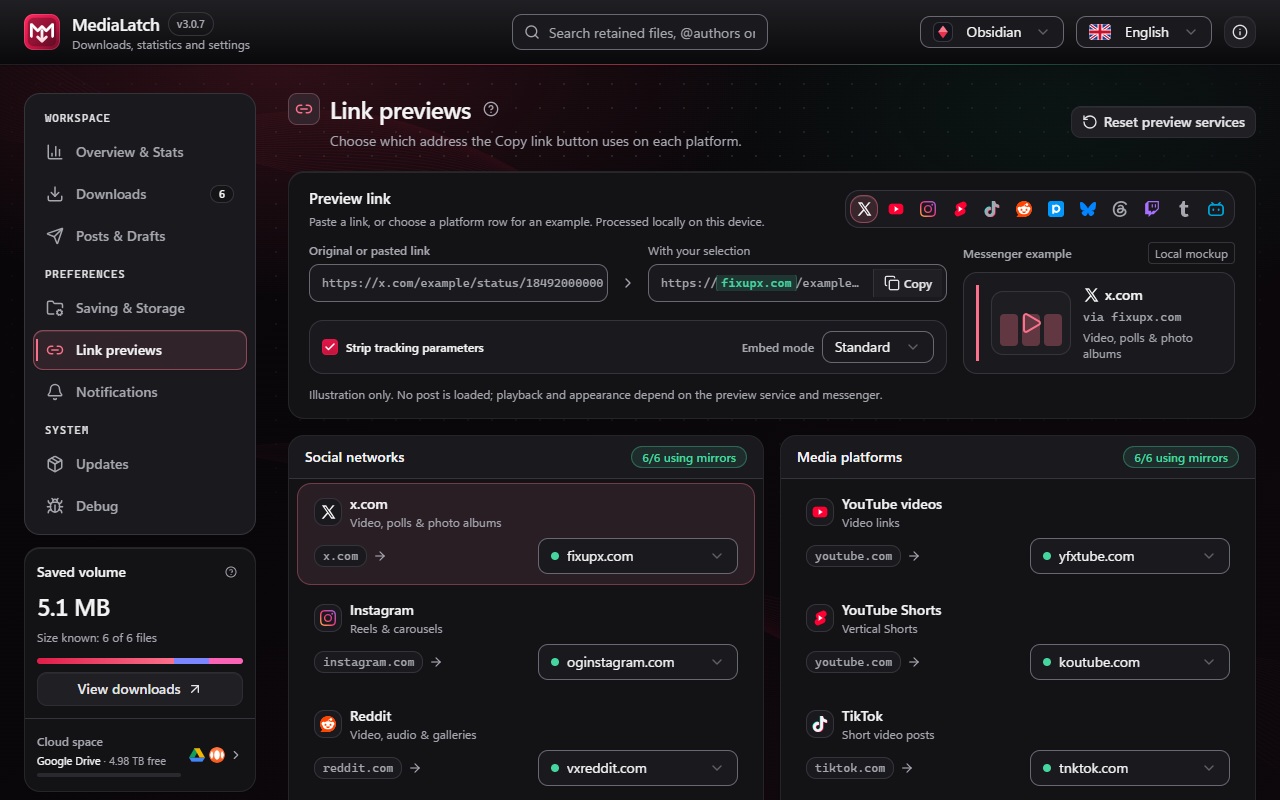 MediaLatch v3.0.7
Downloads, statistics and settings
Search retained files, @authors or
Obsidian
English
WORKSPACE
Overview & Stats
Downloads 6
Posts & Drafts
PREFERENCES
Saving & Storage
Link previews
Notifications
SYSTEM
Updates
Debug
Saved volume
5.1 MB
Size known: 6 of 6 files
View downloads
Cloud space
Google Drive · 4.98 TB free
Link previews
Choose which address the Copy link button uses on each platform.
Reset preview services
Preview link
Paste a link, or choose a platform row for an example. Processed locally on this device.
Original or pasted link
https://x.com/example/status/18492000000
With your selection
https://fixupx.com/example…
Copy
Strip tracking parameters
Embed mode
Standard
Messenger example
Local mockup
x.com
via fixupx.com
Video, polls & photo
albums
Illustration only. No post is loaded; playback and appearance depend on the preview service and messenger.
Social networks
6/6 using mirrors
x.com
Video, polls & photo albums
x.com
fixupx.com
Instagram
Reels & carousels
instagram.com
oginstagram.com
Reddit
Video, audio & galleries
reddit.com
vxreddit.com
Media platforms
6/6 using mirrors
YouTube videos
Video links
youtube.com
yfxtube.com
YouTube Shorts
Vertical Shorts
youtube.com
koutube.com
TikTok
Short video posts
tiktok.com
tnktok.com